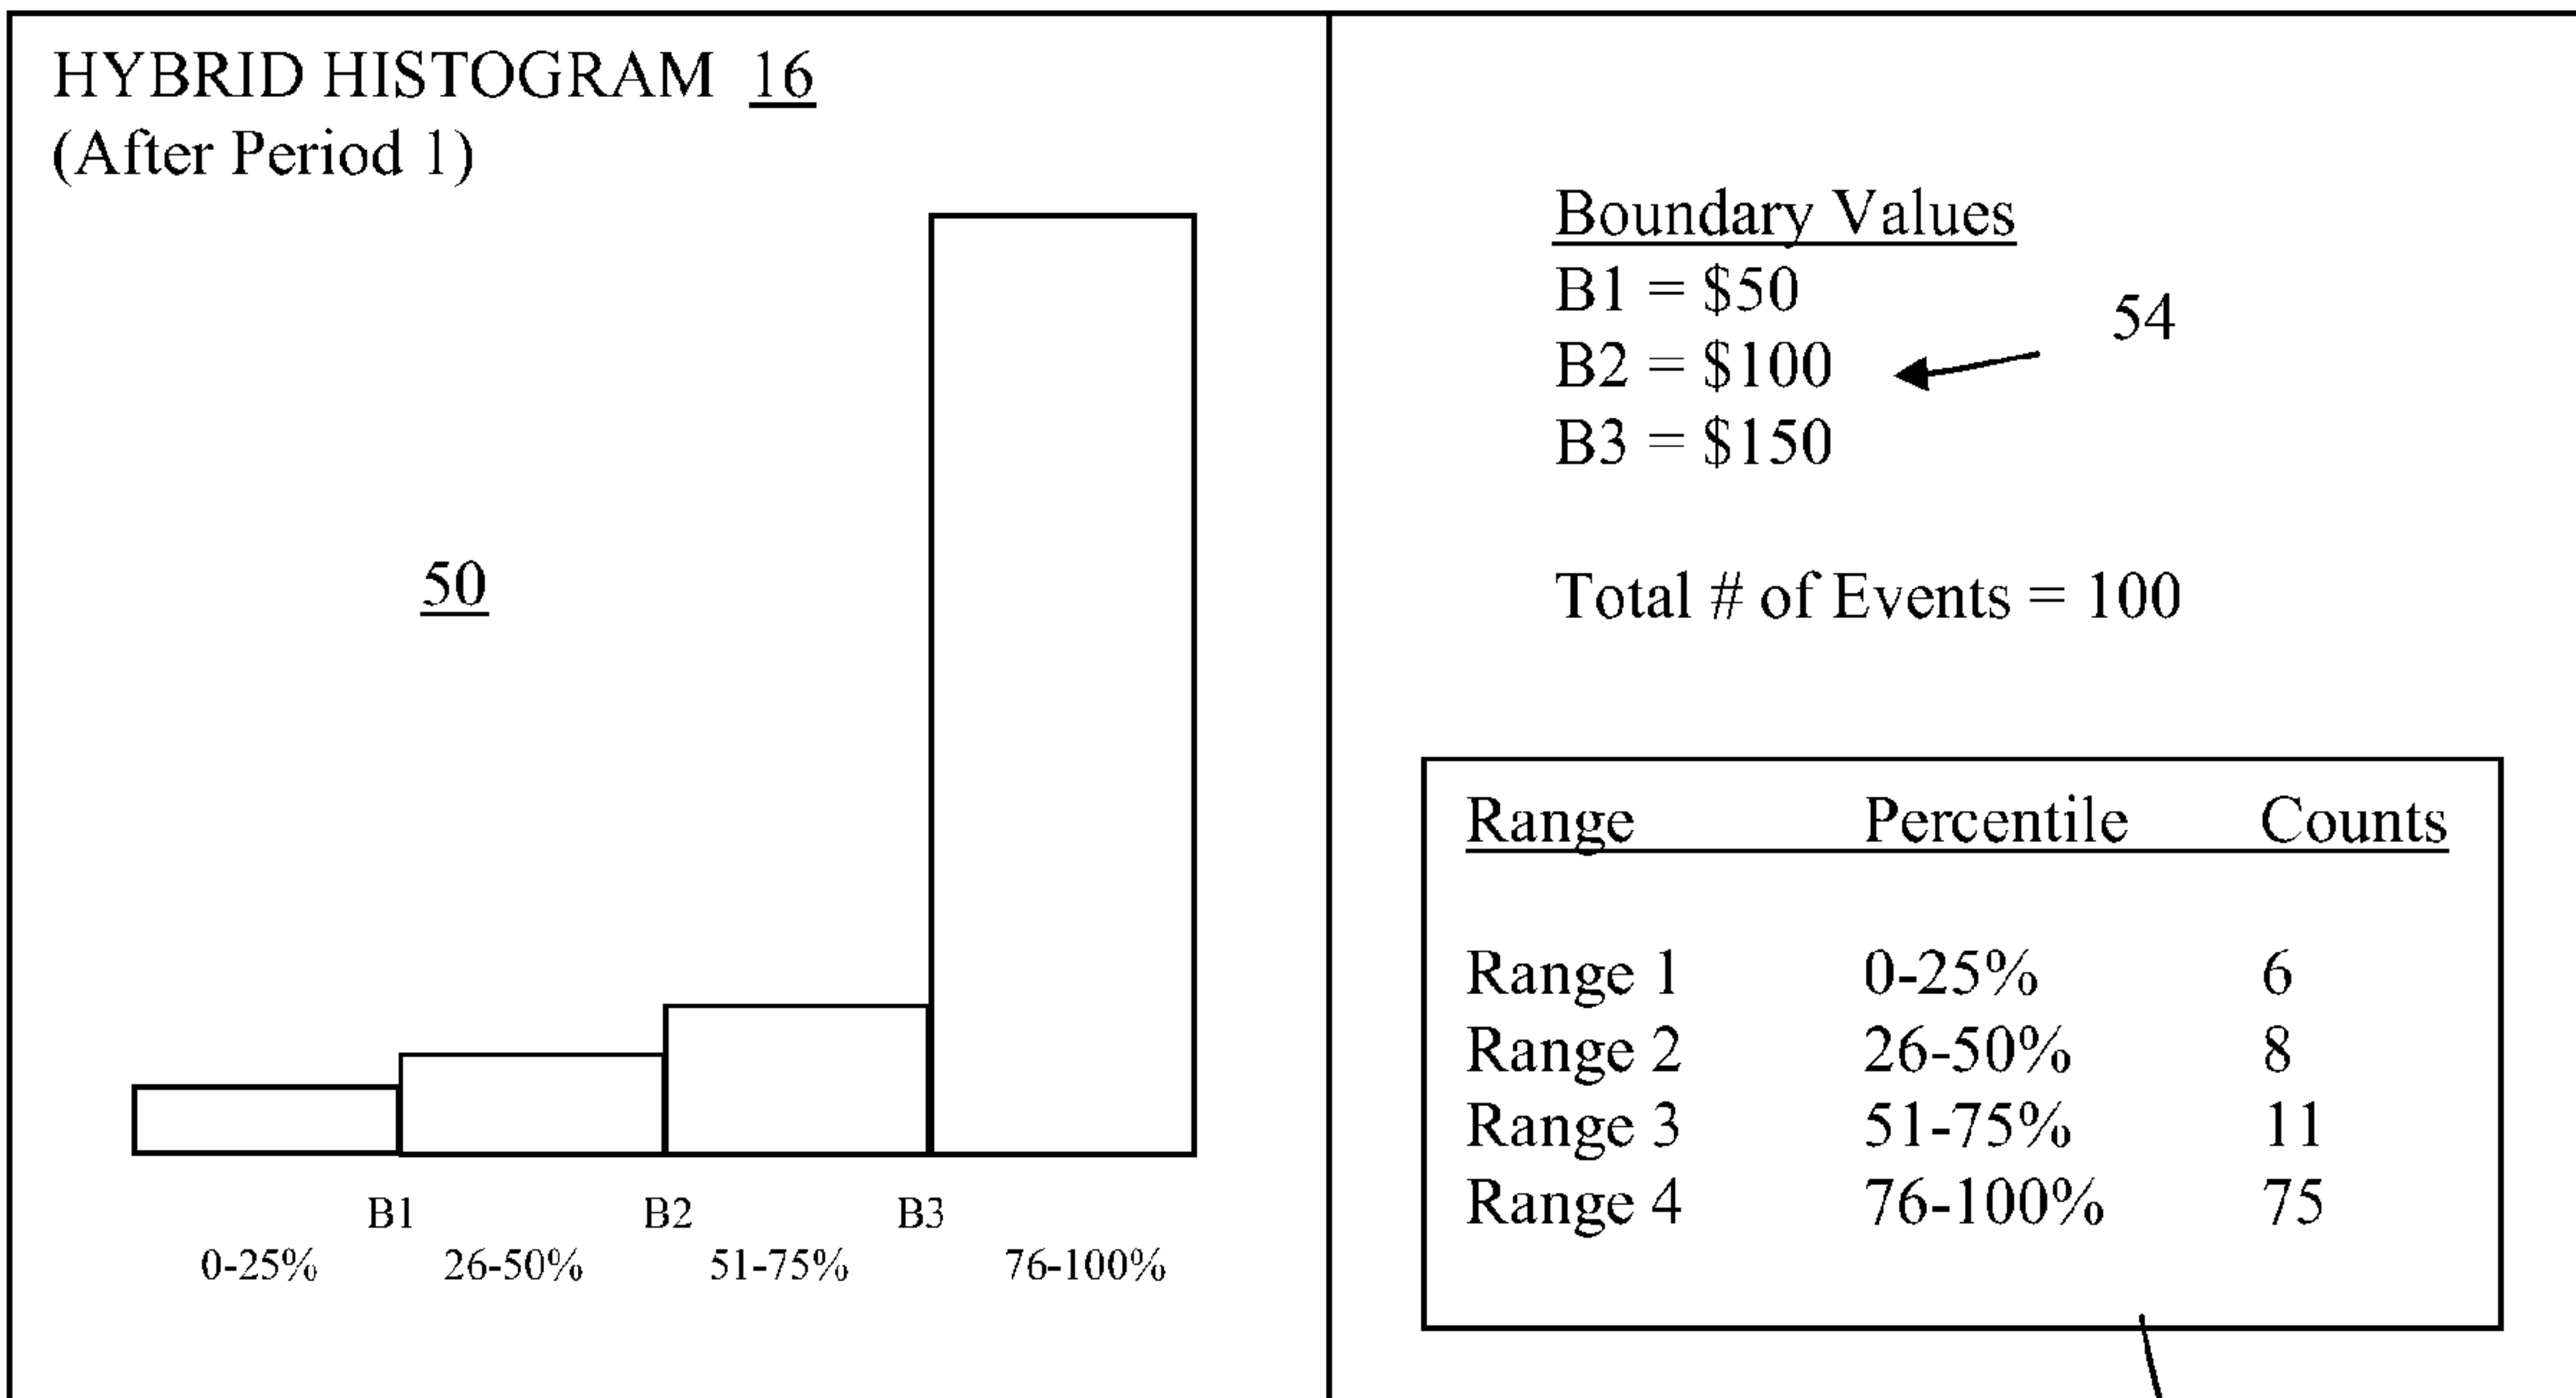 HYBRID HISTOGRAM 16
(After Period 1)
50
B1 B2 B3
0-25% 26-50% 51-75% 76-100%
Boundary Values
B1 = $50
B2 = $100
B3 = $150
54
Total # of Events = 100
Range Percentile Counts
Range 1 0-25% 6
Range 2 26-50% 8
Range 3 51-75% 11
Range 4 76-100% 75